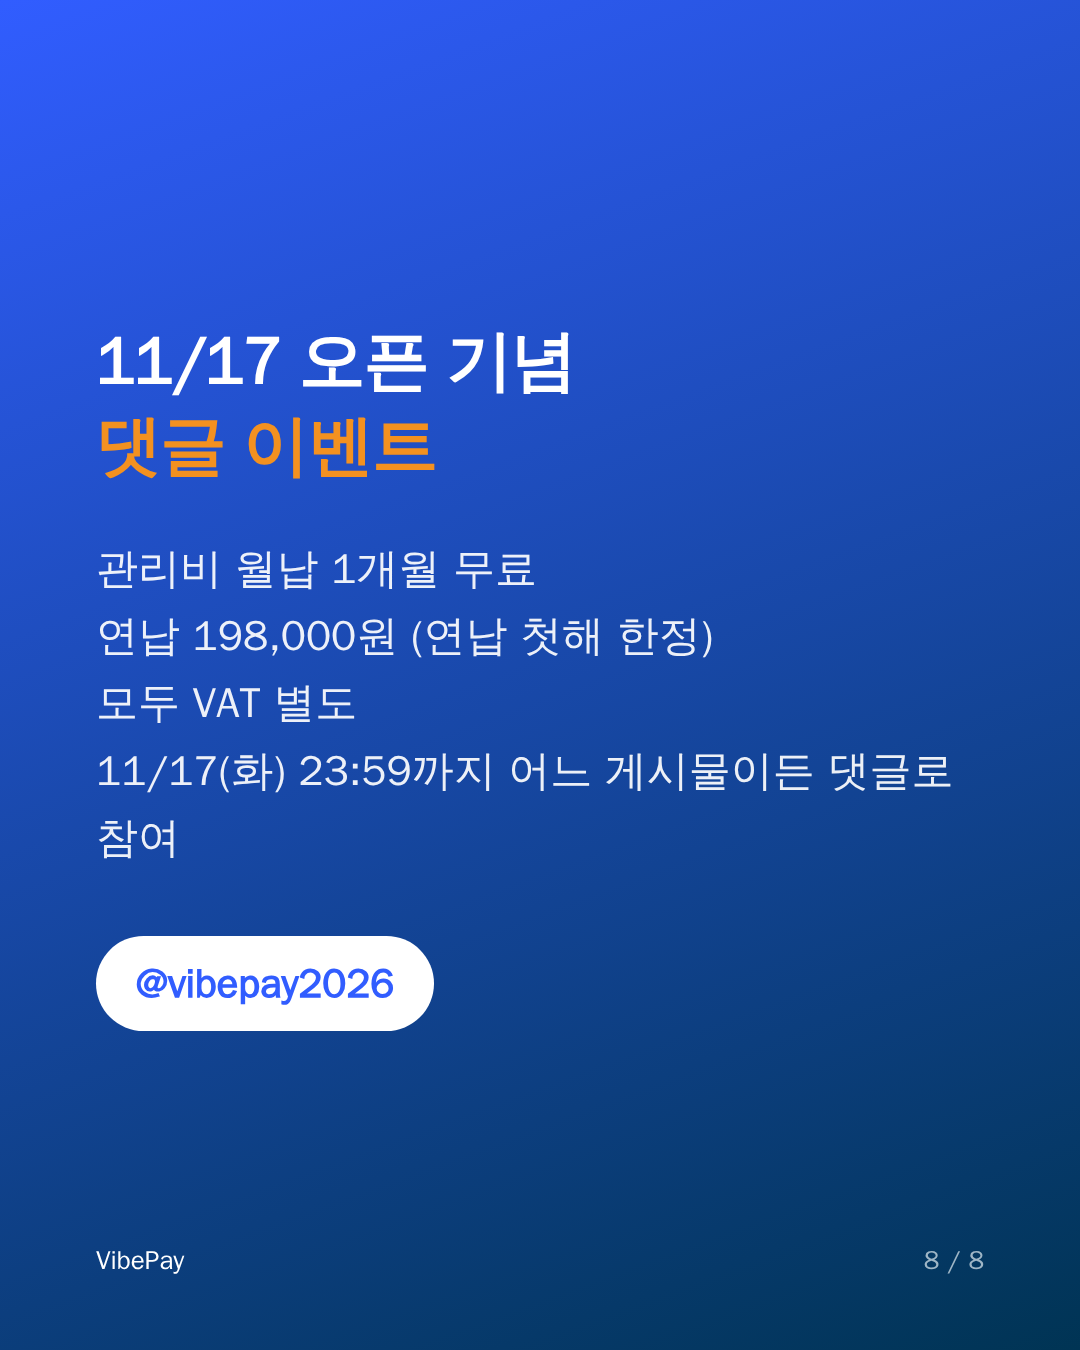 11/17 오픈 기념
댓글 이벤트
관리비 월납 1개월 무료
연납 198,000원 (연납 첫해 한정)
모두 VAT 별도
11/17(화) 23:59까지 어느 게시물이든 댓글로
참여
@vibepay2026
VibePay
8 / 8